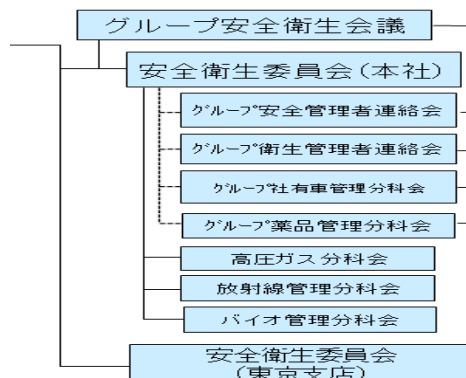 グループ安全衛生会議
安全衛生委員会(本社)
グループ安全管理者連絡会
グループ衛生管理者連絡会
グループ社有車管理分科会
グループ薬品管理分科会
高圧ガス分科会
放射線管理分科会
バイオ管理分科会
安全衛生委員会
(東京支店)